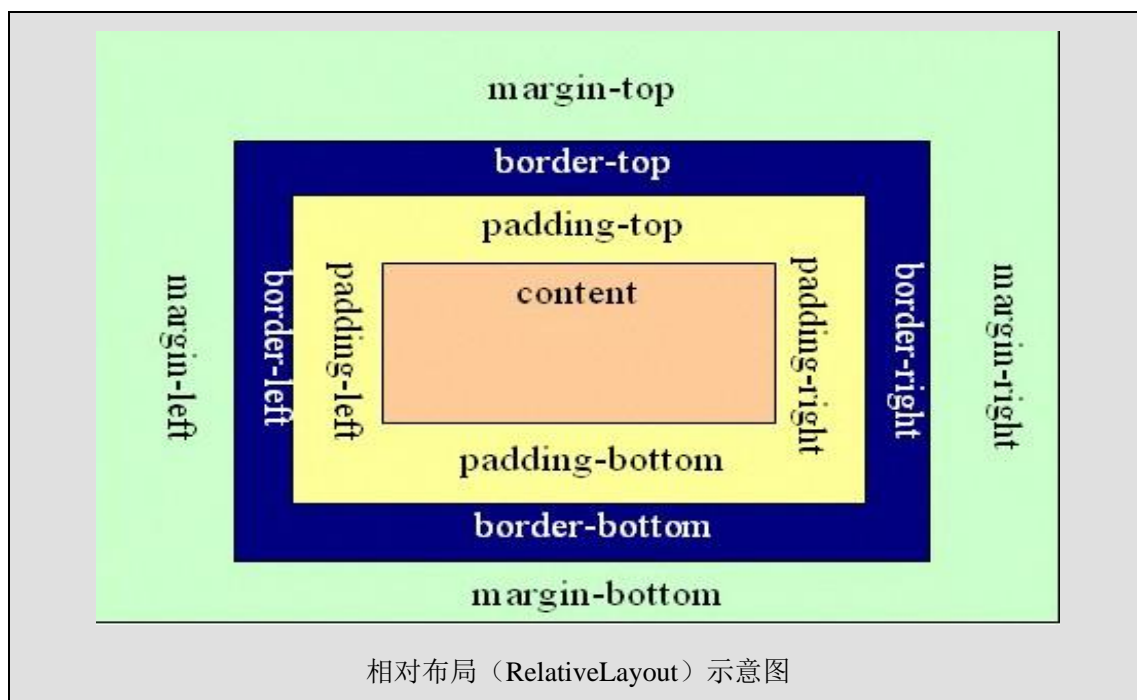 margin-top
border-top
padding-top
content
margin-left
border-left
padding-left
padding-right
border-right
margin-right
padding-bottom
border-bottom
margin-bottom
相对布局（RelativeLayout）示意图